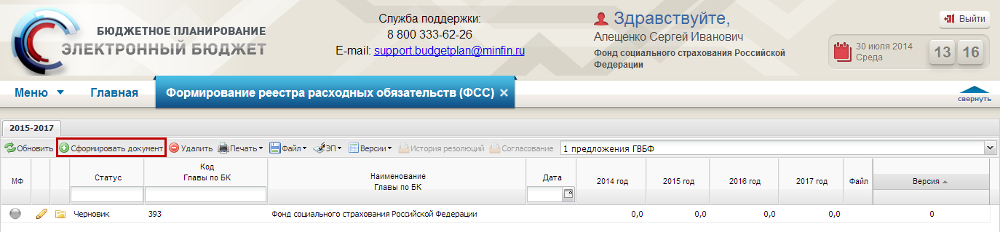 БЮДЖЕТНОЕ ПЛАНИРОВАНИЕ
ЭЛЕКТРОННЫЙ БЮДЖЕТ
Служба поддержки:
8 800 333-62-26
E-mail: support.budgetplan@minfin.ru
Здравствуйте,
Алещенко Сергей Иванович
Фонд социального страхования Российской
Федерации
Выйти
30 июля 2014
Среда
13 16
Меню Главная Формирование реестра расходных обязательств (ФСС)
свернуть
2015-2017
Обновить Сформировать документ Удалить Печать Файл ЭП Версии История резолюций Согласование 1 предложения ГВБФ
МФ Статус Код Главы по БК Наименование Главы по БК Дата 2014 год 2015 год 2016 год 2017 год Файл Версия
Черновик 393 Фонд социального страхования Российской Федерации 0,0 0,0 0,0 0,0 0